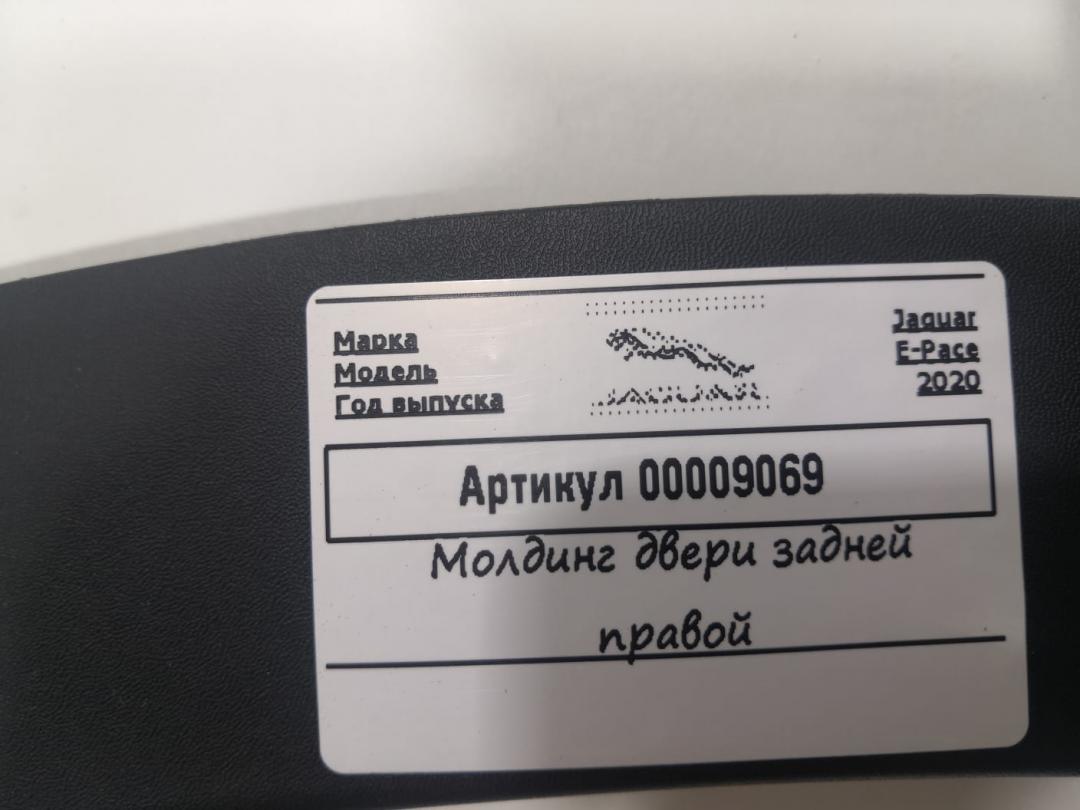 Марка Jaguar
Модель E-Pace
Год выпуска 2020
Артикул 00009069
Молдинг двери задней
правой